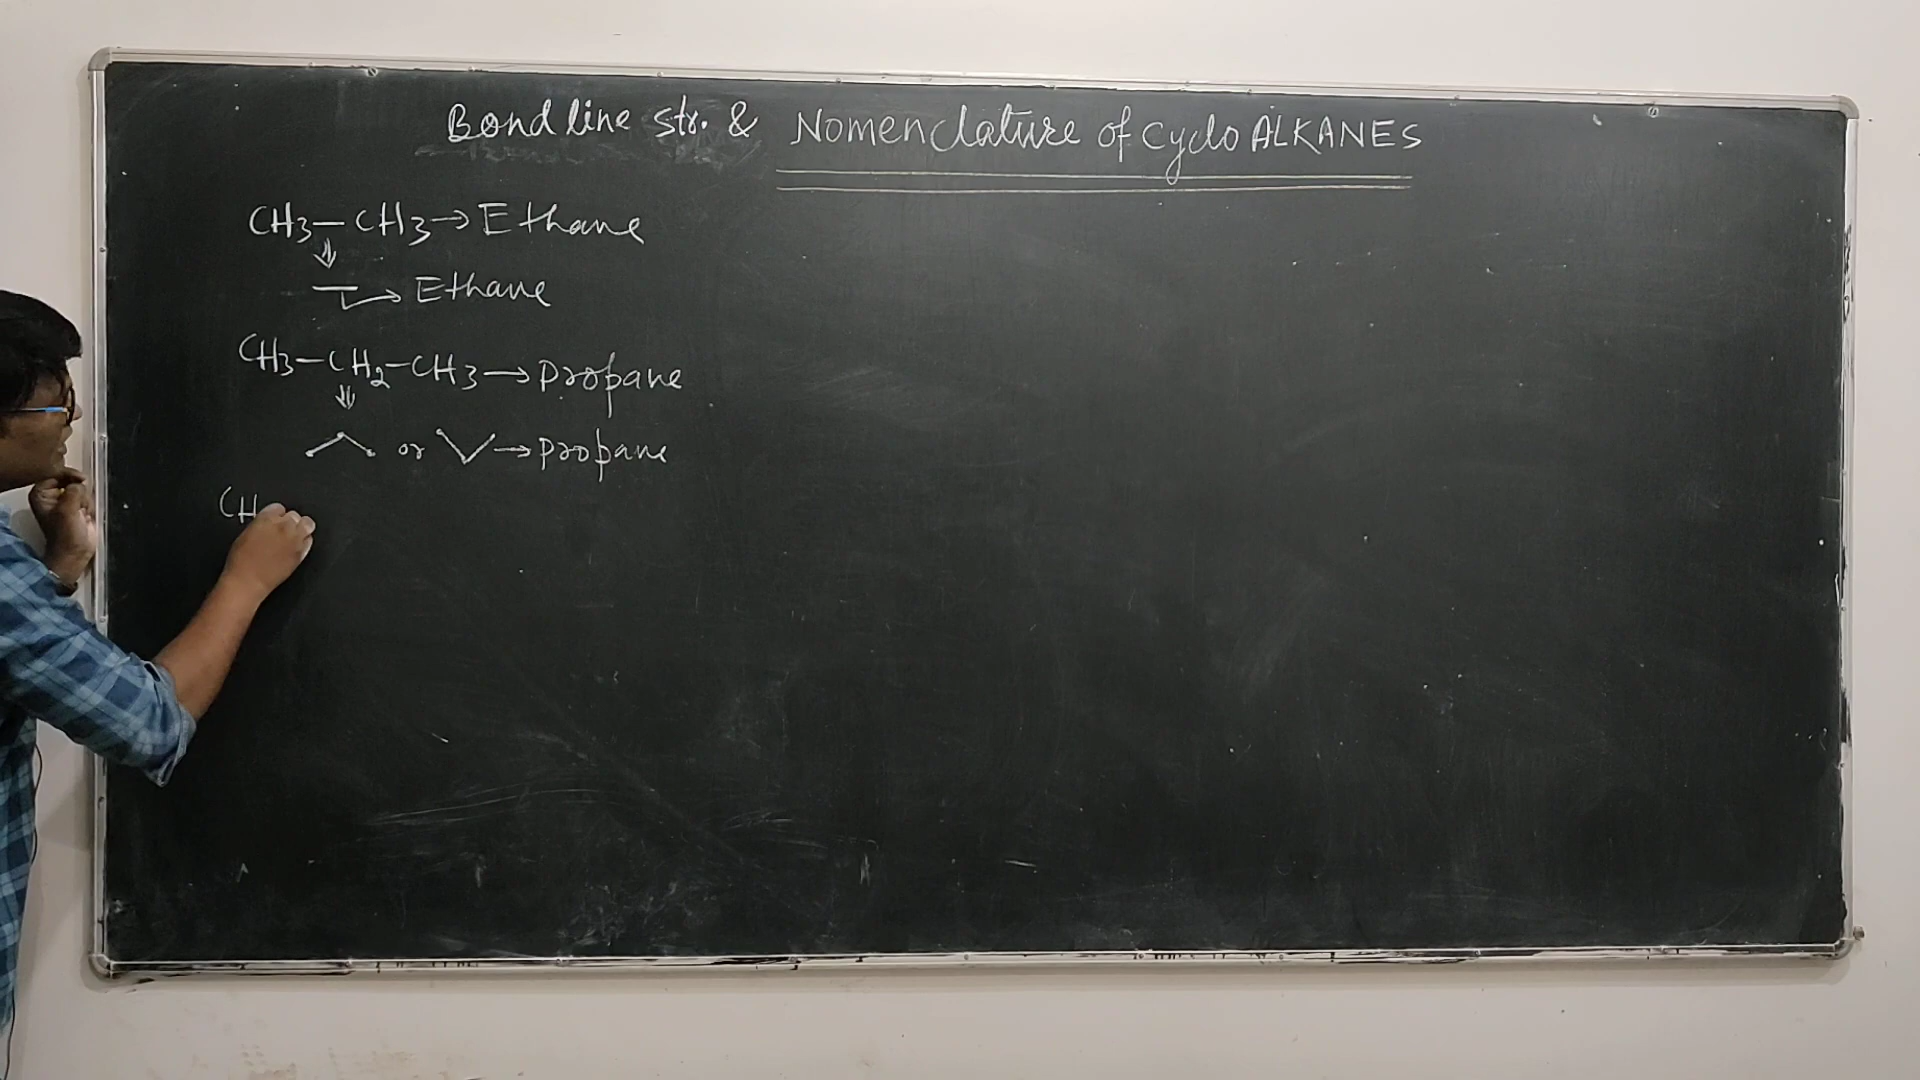 Bond line str. & Nomenclature of Cyclo ALKANES
CH3—CH3→Ethane
Ethane
CH3—CH2—CH3→Propane
or →Propane
CH